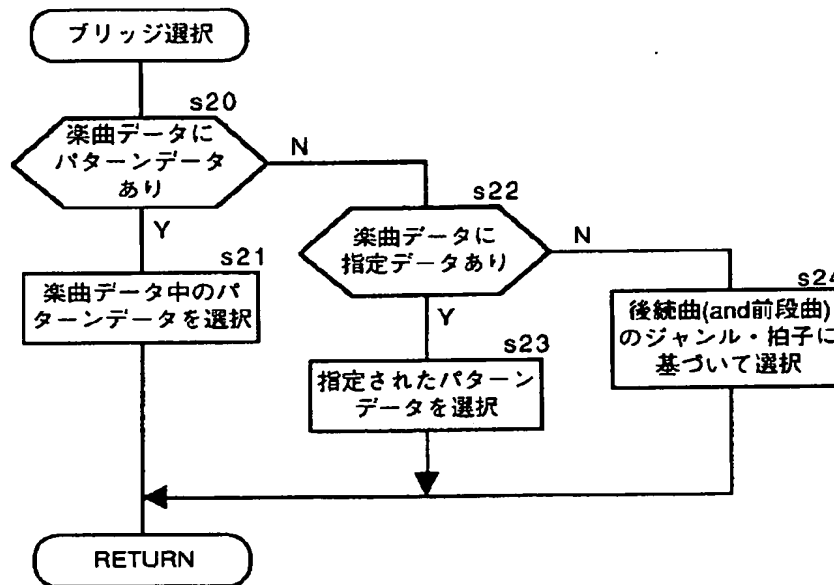 ブリッジ選択
s20
楽曲データに
パターンデータ
あり
N
Y
s22
楽曲データに
指定データあり
N
Y
s21
楽曲データ中のパ
ターンデータを選択
s24
後続曲(and前段曲)
のジャンル・拍子に
基づいて選択
s23
指定されたパターン
データを選択
RETURN